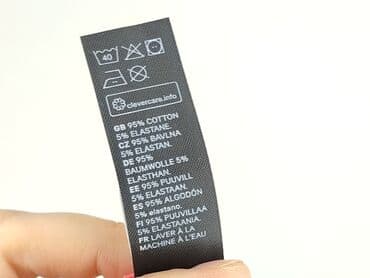 40
clevercare.info
GB 95% COTTON
5% ELASTANE.
CZ 95% BAVLNA
5% ELASTAN.
DE 95%
BAUMWOLLE 5%
ELASTHAN.
EE 95% PUUVILL
5% ELASTAAN.
ES 95% ALGODÓN
5% elastano.
FI 95% PUUVILLAA
5% ELASTAANIA.
FR LAVER À LA
MACHINE À L'EAU